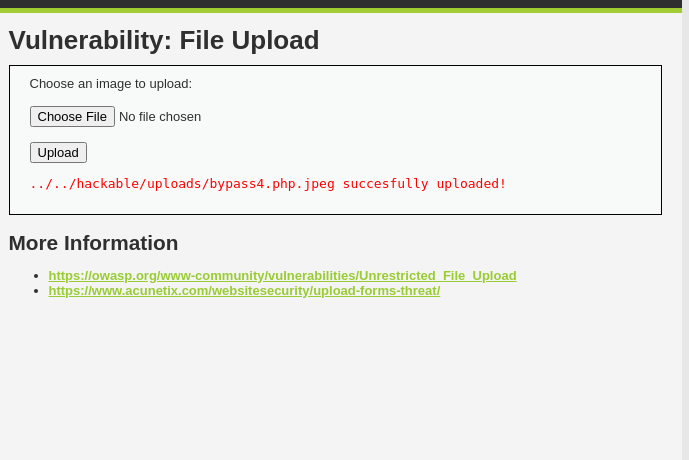 Vulnerability: File Upload
Choose an image to upload:
Choose File No file chosen
Upload
../../hackable/uploads/bypass4.php.jpeg succesfully uploaded!
More Information
https://owasp.org/www-community/vulnerabilities/Unrestricted_File_Upload
https://www.acunetix.com/websitesecurity/upload-forms-threat/